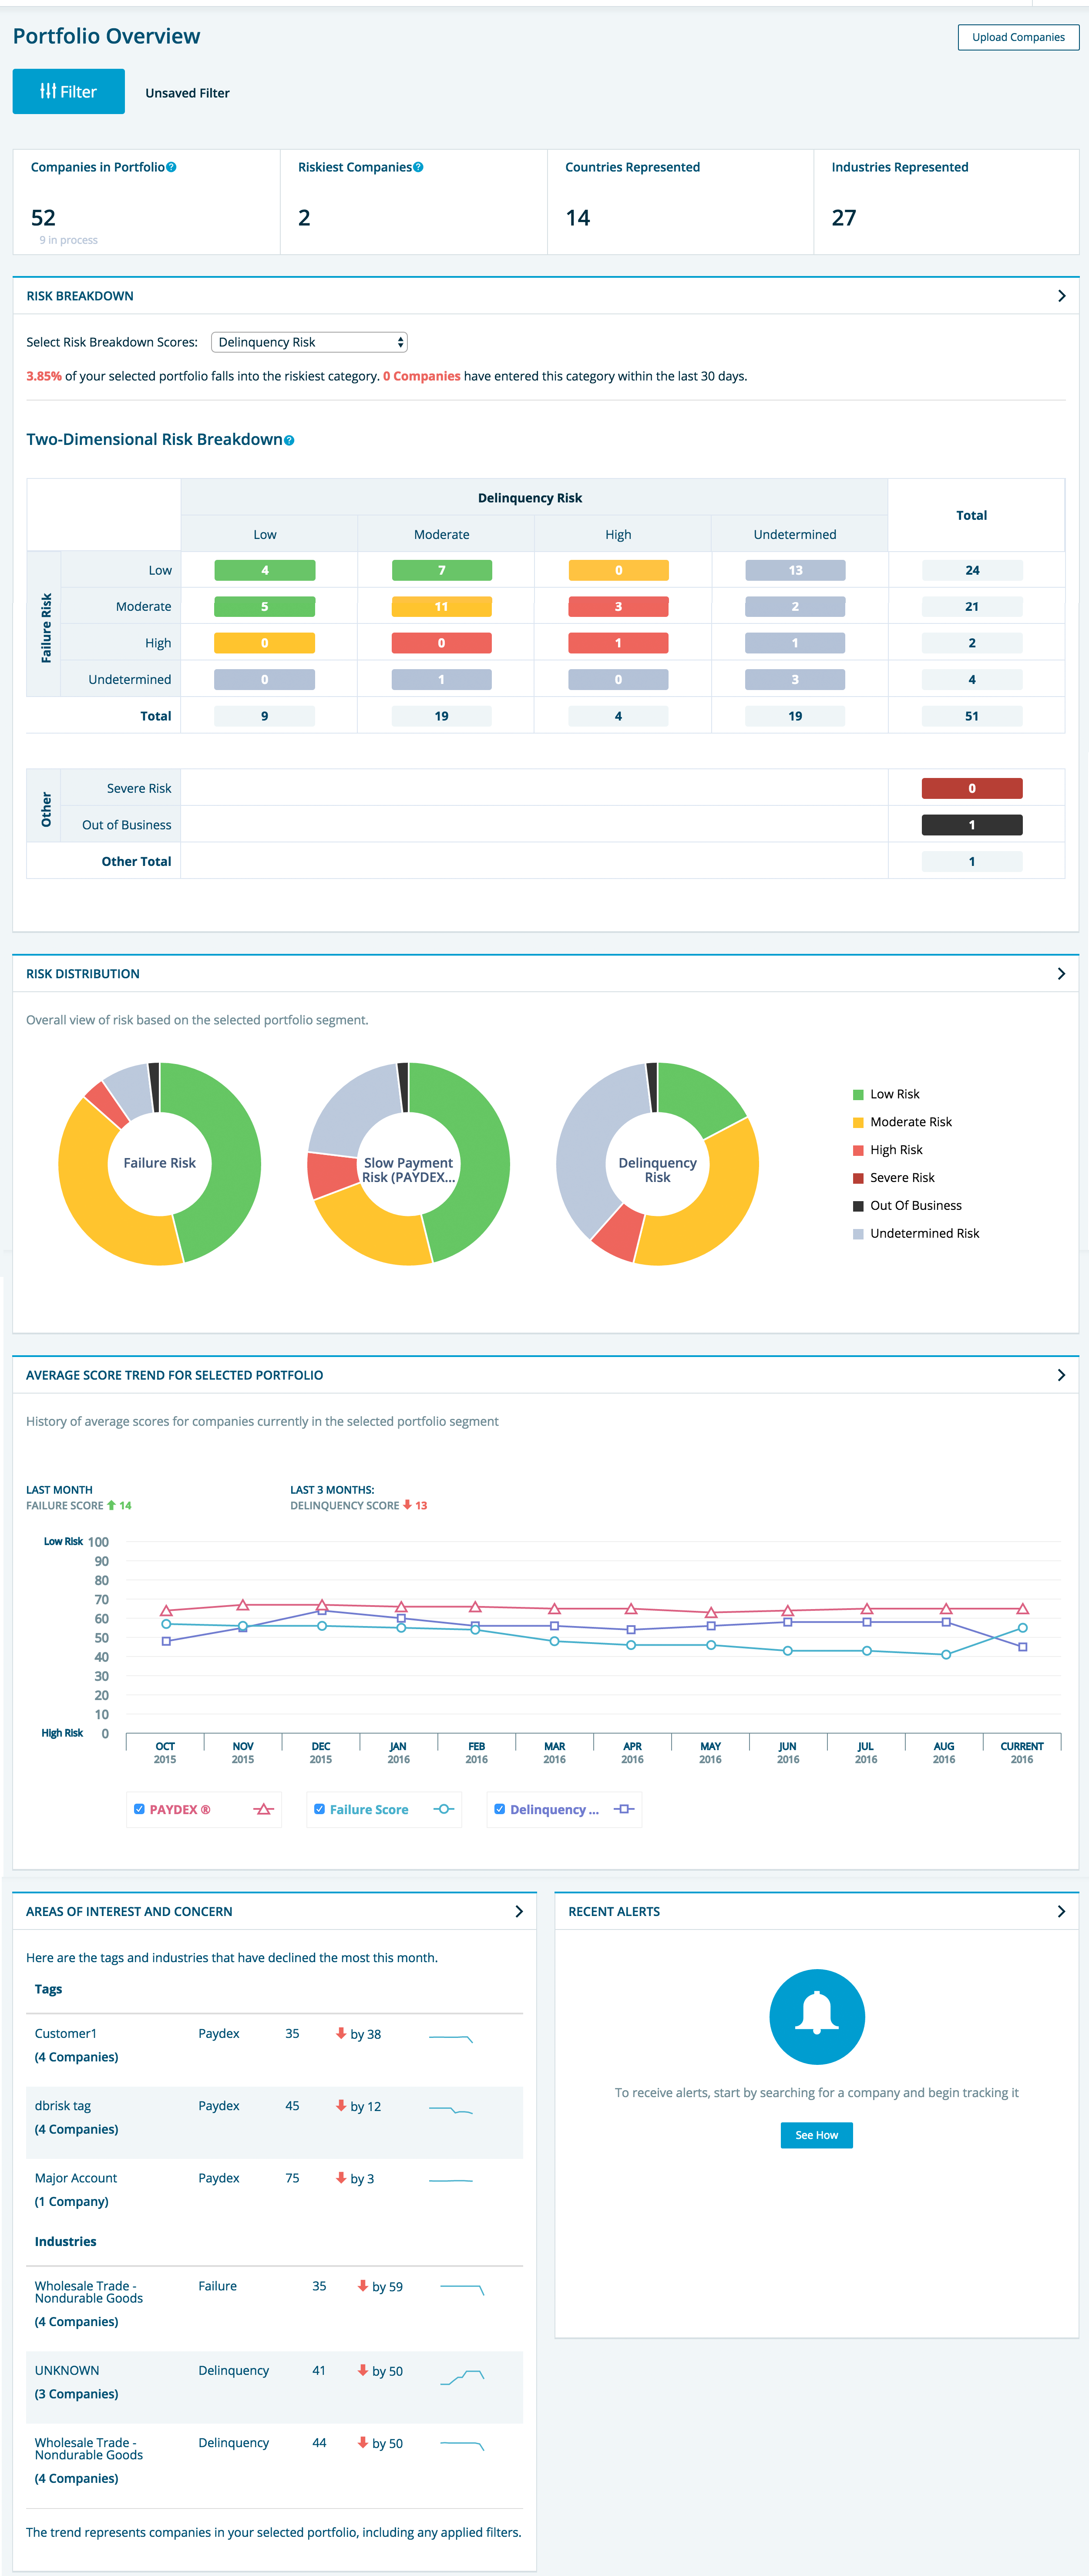 Portfolio Overview
Upload Companies
Filter
Unsaved Filter
Companies in Portfolio?
Riskiest Companies?
Countries Represented
Industries Represented
52
2
14
27
9 in process
RISK BREAKDOWN
Select Risk Breakdown Scores: Delinquency Risk
3.85% of your selected portfolio falls into the riskiest category. 0 Companies have entered this category within the last 30 days.
Two-Dimensional Risk Breakdown?
Delinquency Risk
Total
Low Moderate High Undetermined
Failure Risk
Low 4 7 0 13 24
Moderate 5 11 3 2 21
High 0 0 1 1 2
Undetermined 0 1 0 3 4
Total 9 19 4 19 51
Other
Severe Risk 0
Out of Business 1
Other Total 1
RISK DISTRIBUTION
Overall view of risk based on the selected portfolio segment.
Failure Risk
Slow Payment
Risk (PAYDEX...
Delinquency
Risk
Low Risk
Moderate Risk
High Risk
Severe Risk
Out Of Business
Undetermined Risk
AVERAGE SCORE TREND FOR SELECTED PORTFOLIO
History of average scores for companies currently in the selected portfolio segment
LAST MONTH
FAILURE SCORE 14
LAST 3 MONTHS:
DELINQUENCY SCORE 13
Low Risk 100
90
80
70
60
50
40
30
20
10
High Risk 0
OCT NOV DEC JAN FEB MAR APR MAY JUN JUL AUG CURRENT
2015 2015 2015 2016 2016 2016 2016 2016 2016 2016 2016 2016
PAYDEX ®
Failure Score
Delinquency ...
AREAS OF INTEREST AND CONCERN
Here are the tags and industries that have declined the most this month.
Tags
Customer1 Paydex 35 by 38
(4 Companies)
dbrisk tag Paydex 45 by 12
(4 Companies)
Major Account Paydex 75 by 3
(1 Company)
Industries
Wholesale Trade - Failure 35 by 59
Nondurable Goods
(4 Companies)
UNKNOWN Delinquency 41 by 50
(3 Companies)
Wholesale Trade - Delinquency 44 by 50
Nondurable Goods
(4 Companies)
The trend represents companies in your selected portfolio, including any applied filters.
RECENT ALERTS
To receive alerts, start by searching for a company and begin tracking it
See How